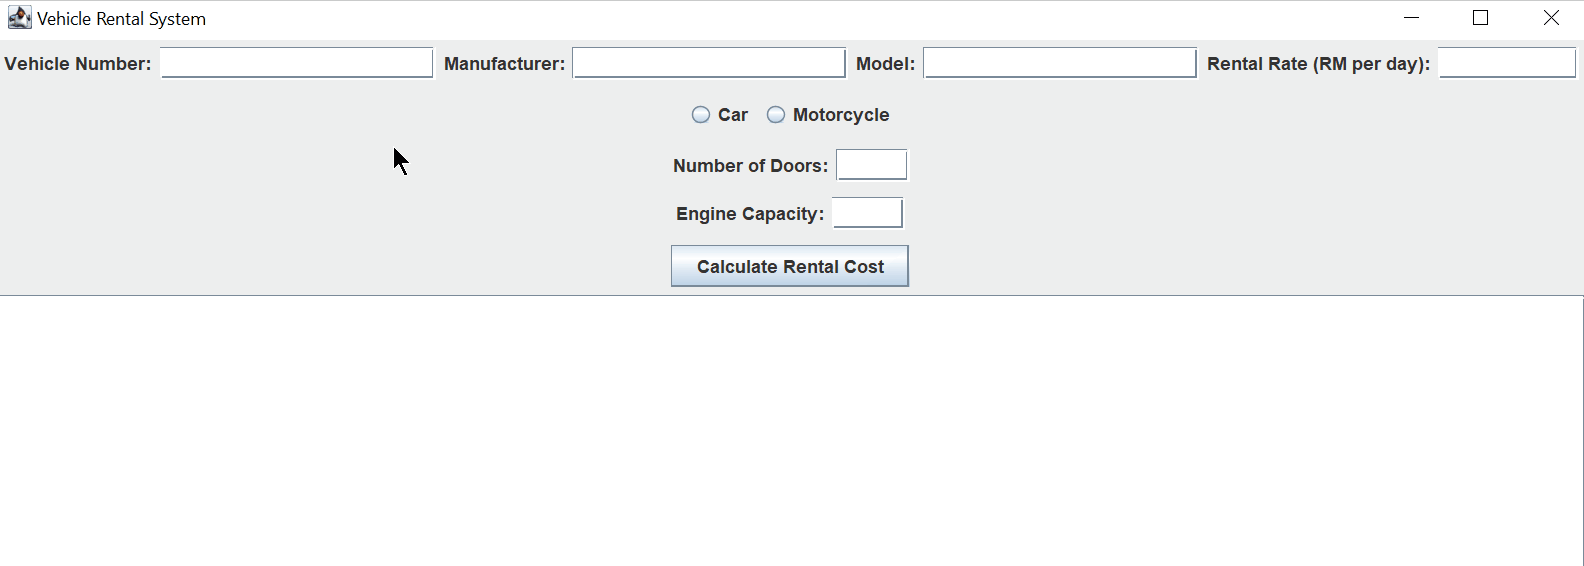 Vehicle Rental System
Vehicle Number: Manufacturer: Model: Rental Rate (RM per day):
Car Motorcycle
Number of Doors:
Engine Capacity:
Calculate Rental Cost